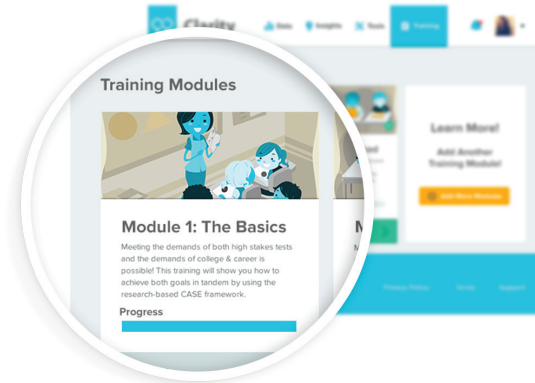 Clarity
Data
Insights
Tools
Training
Training Modules
Module 1: The Basics
Meeting the demands of both high stakes tests
and the demands of college & career is
possible! This training will show you how to
achieve both goals in tandem by using the
research-based CASE framework.
Progress
M
M
Learn More!
Add Another
Training Module!
Add More Modules
Privacy Policy
Terms
Support